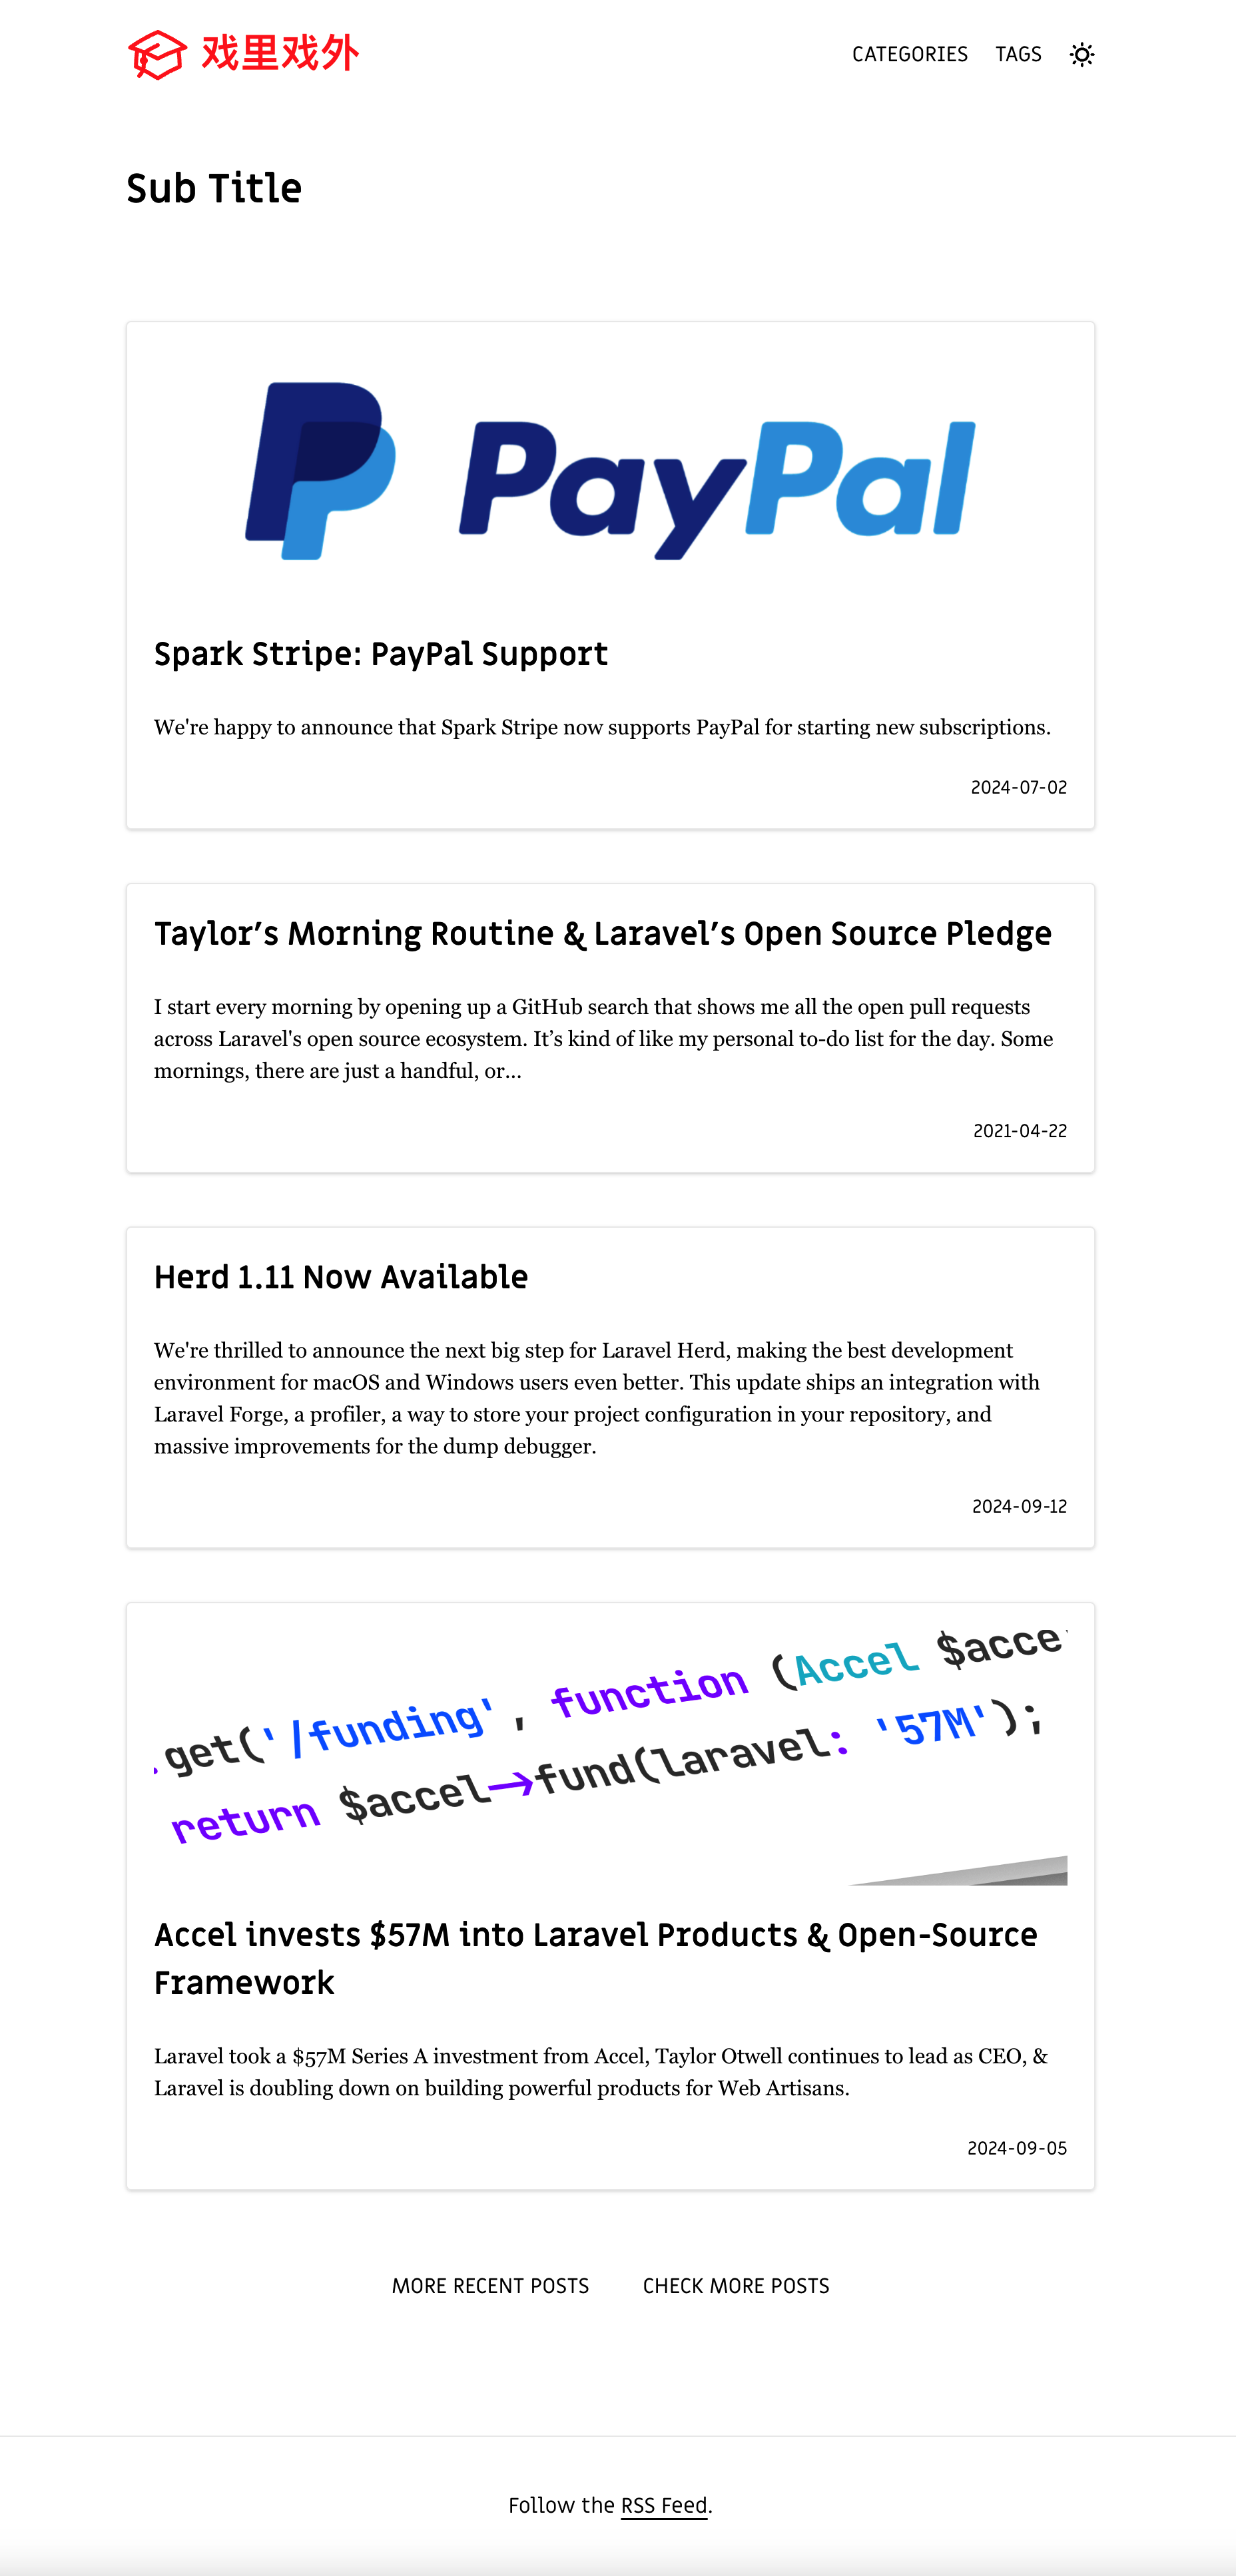 戏里戏外
CATEGORIES
TAGS
Sub Title
PayPal
Spark Stripe: PayPal Support
We're happy to announce that Spark Stripe now supports PayPal for starting new subscriptions.
2024-07-02
Taylor’s Morning Routine & Laravel’s Open Source Pledge
I start every morning by opening up a GitHub search that shows me all the open pull requests
across Laravel's open source ecosystem. It’s kind of like my personal to-do list for the day. Some
mornings, there are just a handful, or...
2021-04-22
Herd 1.11 Now Available
We're thrilled to announce the next big step for Laravel Herd, making the best development
environment for macOS and Windows users even better. This update ships an integration with
Laravel Forge, a profiler, a way to store your project configuration in your repository, and
massive improvements for the dump debugger.
2024-09-12
.get('/funding', function (Accel $acce
return $accel->fund(laravel: '57M');
Accel invests $57M into Laravel Products & Open-Source
Framework
Laravel took a $57M Series A investment from Accel, Taylor Otwell continues to lead as CEO, &
Laravel is doubling down on building powerful products for Web Artisans.
2024-09-05
MORE RECENT POSTS
CHECK MORE POSTS
Follow the RSS Feed.